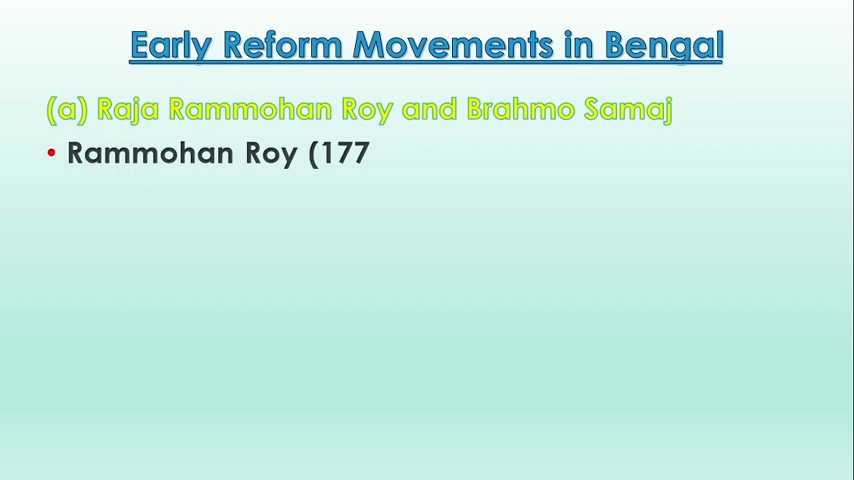 Early Reform Movements in Bengal
(a) Raja Rammohan Roy and Brahmo Samaj
• Rammohan Roy (177